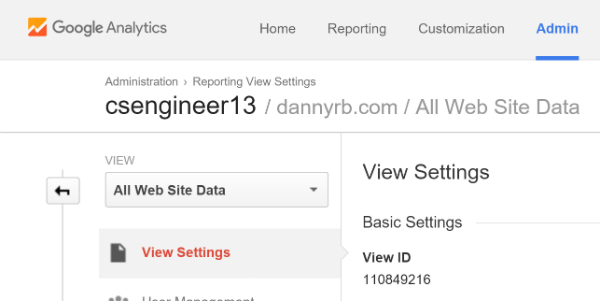 Google Analytics
Home Reporting Customization Admin
Administration › Reporting View Settings
csengineer13 / dannyrb.com / All Web Site Data
VIEW
All Web Site Data
View Settings
User Management
View Settings
Basic Settings
View ID
110849216